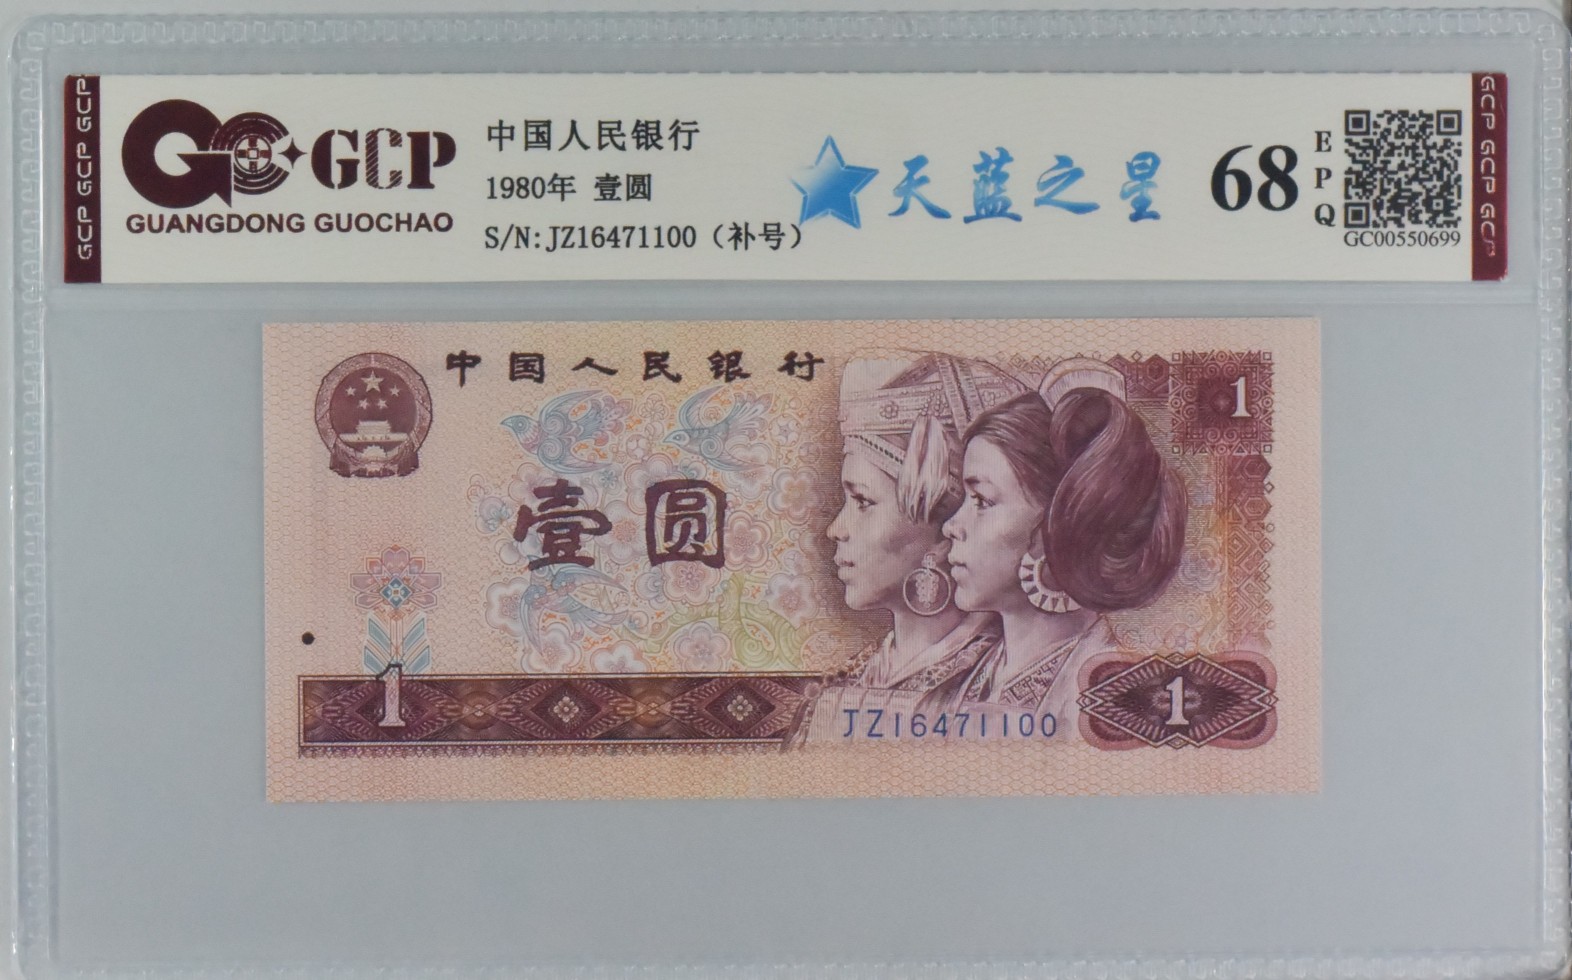 GCP GCP GCP
GCP
GUANGDONG GUOCHAO
中国人民银行
1980年 壹圆
S/N:JZ16471100（补号）
天蓝之星
68
EPQ
GC00550699
GCP GCP GCP
中国人民银行
1
壹圆
1
JZ16471100
1